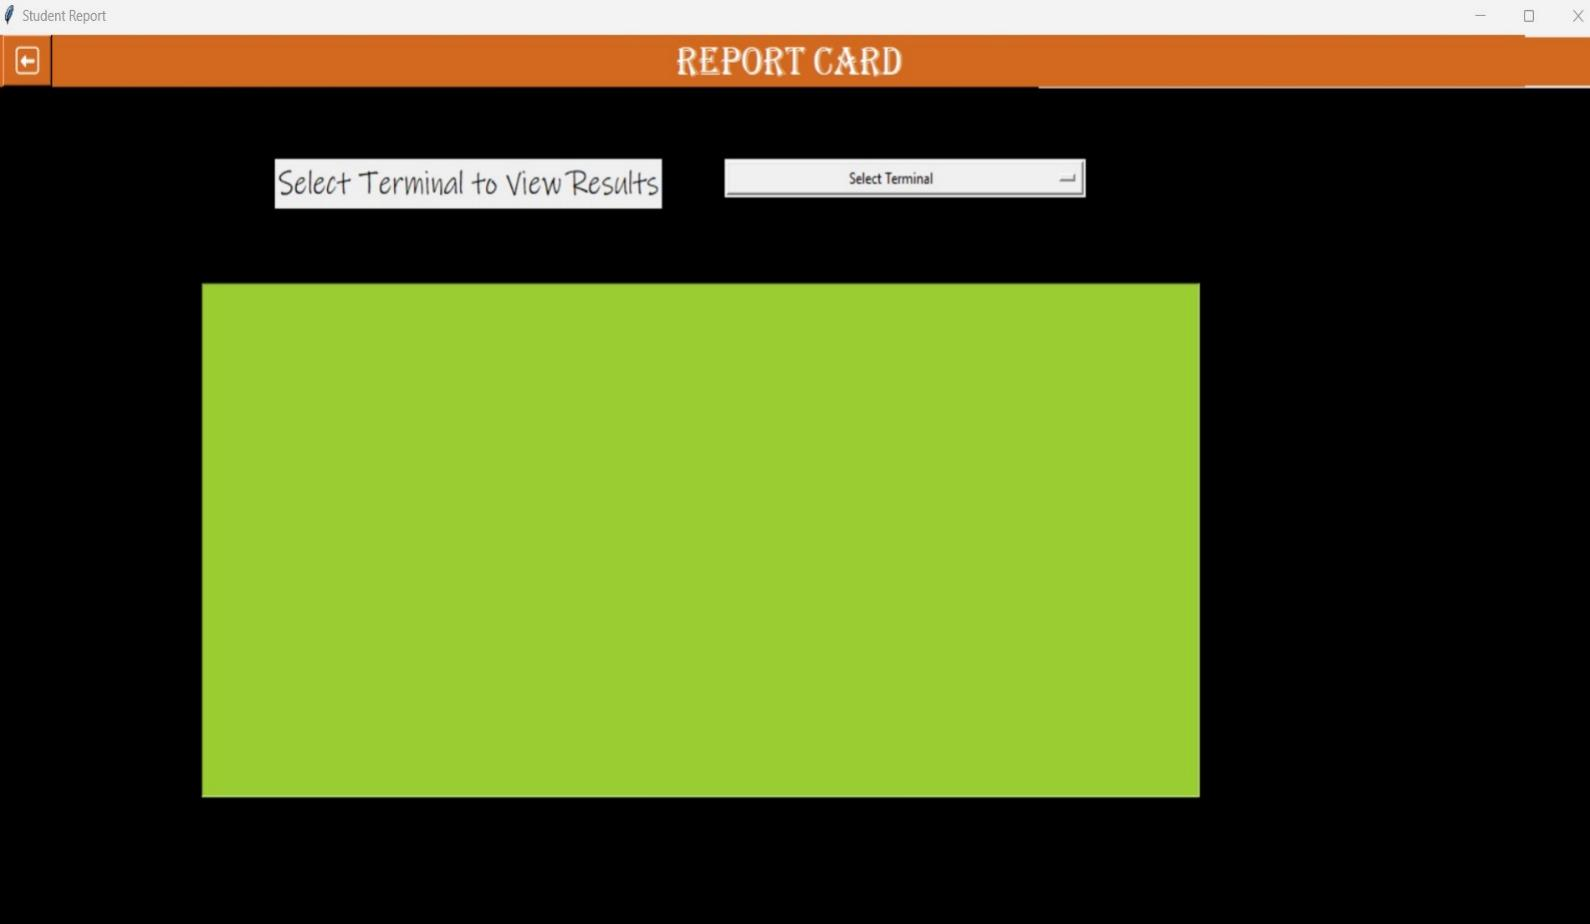 Student Report
REPORT CARD
Select Terminal to View Results
Select Terminal